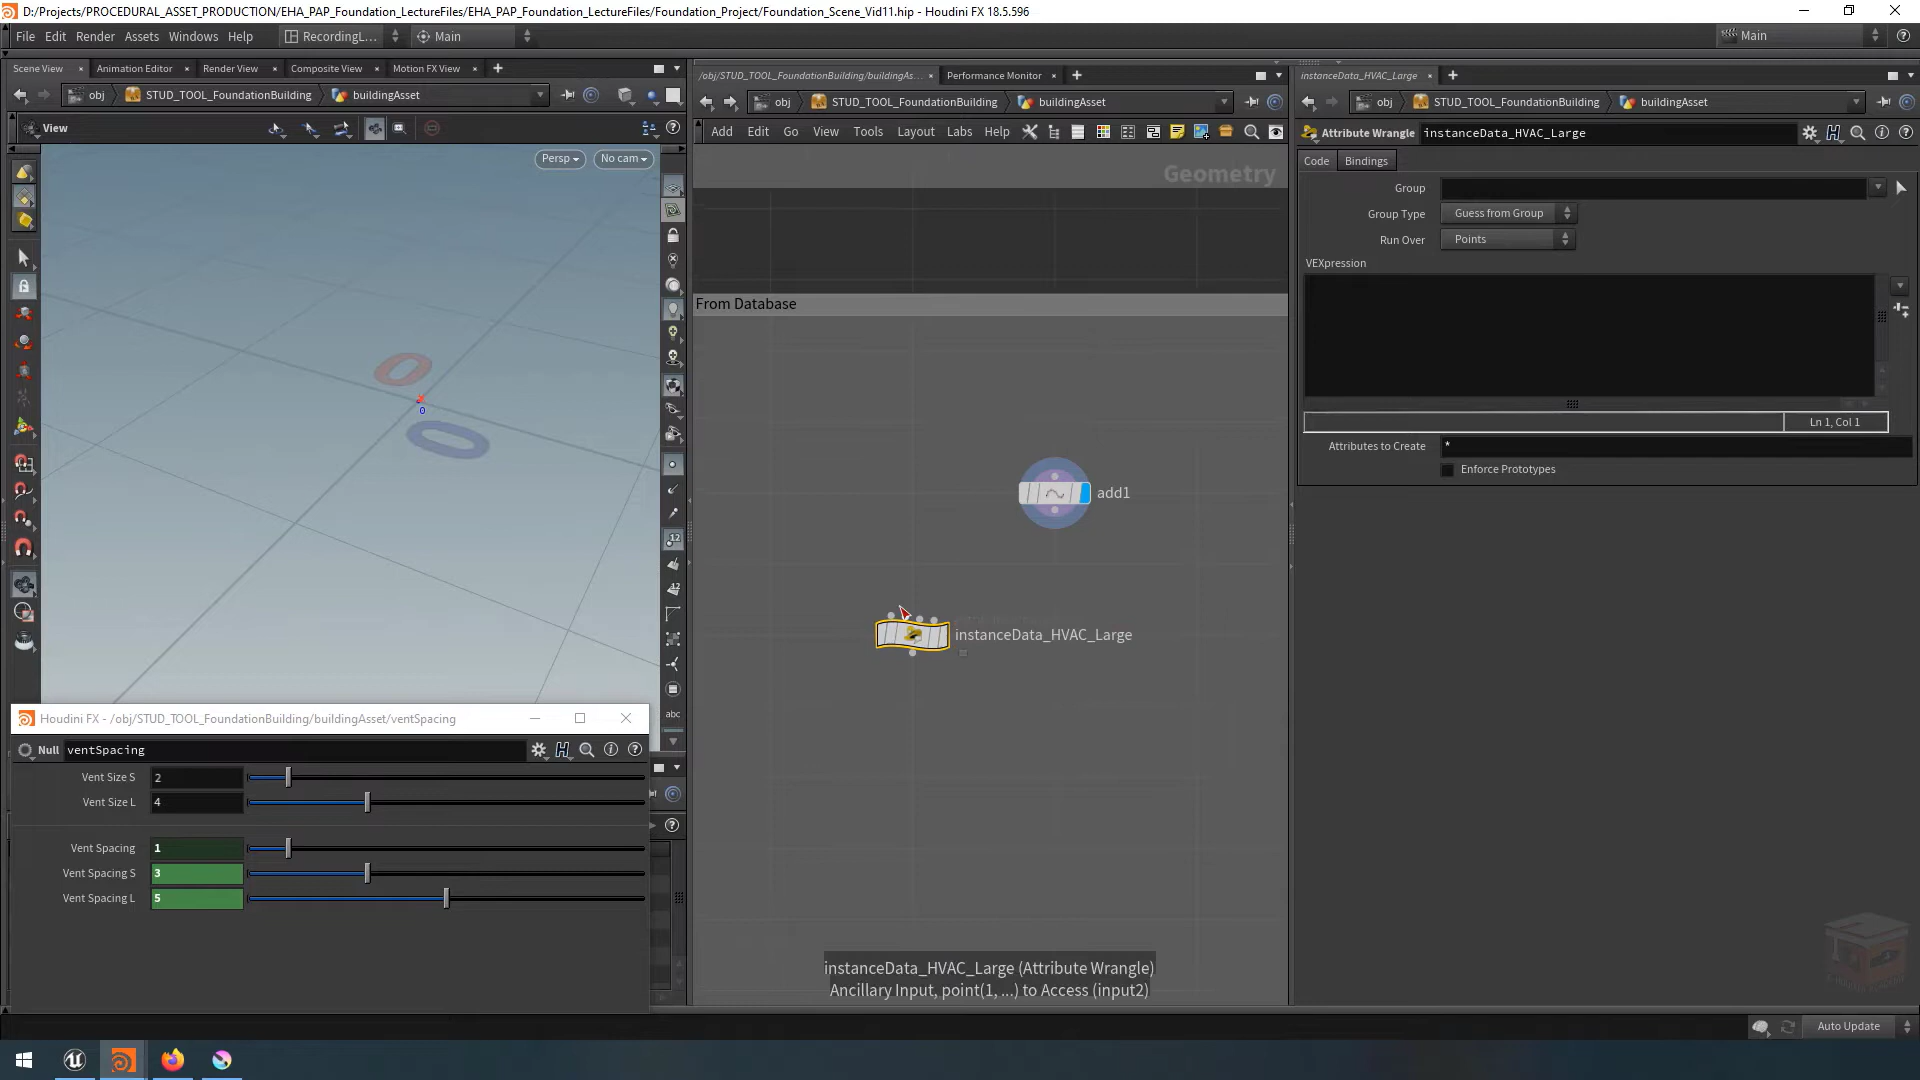 D:/Projects/PROCEDURAL_ASSET_PRODUCTION/EHA_PAP_Foundation_LectureFiles/EHA_PAP_Foundation_LectureFiles/Foundation_Project/Foundation_Scene_Vid11.hip - Houdini FX 18.5.596
File Edit Render Assets Windows Help RecordingL... Main Main
Scene View Animation Editor Render View Composite View Motion FX View
/obj/STUD_TOOL_FoundationBuilding/buildingAs... Performance Monitor
instanceData_HVAC_Large
obj STUD_TOOL_FoundationBuilding buildingAsset
obj STUD_TOOL_FoundationBuilding buildingAsset
obj STUD_TOOL_FoundationBuilding buildingAsset
View
Add Edit Go View Tools Layout Labs Help
Attribute Wrangle instanceData_HVAC_Large
Persp No cam
Geometry
Code Bindings
Group
Group Type Guess from Group
Run Over Points
VEXpression
From Database
0
0
0
Ln 1, Col 1
Attributes to Create *
Enforce Prototypes
add1
12
12
instanceData_HVAC_Large
abc
Houdini FX - /obj/STUD_TOOL_FoundationBuilding/buildingAsset/ventSpacing
Null ventSpacing
Vent Size S 2
Vent Size L 4
Vent Spacing 1
Vent Spacing S 3
Vent Spacing L 5
instanceData_HVAC_Large (Attribute Wrangle)
Ancillary Input, point(1, ...) to Access (input2)
Auto Update